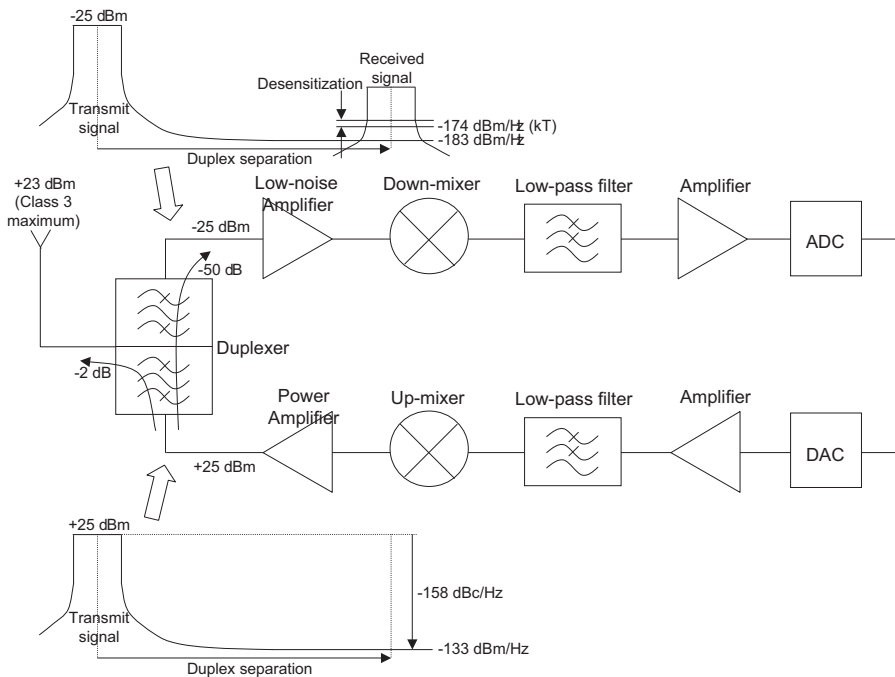 -25 dBm
Received
signal
Desensitization
Transmit
signal
-174 dBm/Hz (kT)
-183 dBm/Hz
Duplex separation
+23 dBm
(Class 3
maximum)
Low-noise
Amplifier
Down-mixer
Low-pass filter
Amplifier
-25 dBm
ADC
-50 dB
Duplexer
-2 dB
Power
Amplifier
Up-mixer
Low-pass filter
Amplifier
DAC
+25 dBm
+25 dBm
-158 dBc/Hz
Transmit
signal
-133 dBm/Hz
Duplex separation